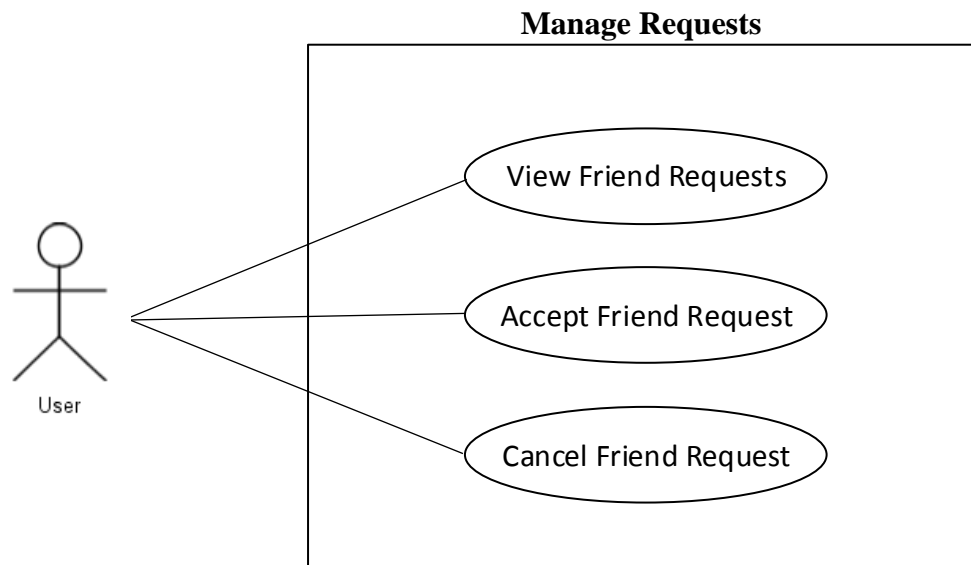 Manage Requests
View Friend Requests
Accept Friend Request
User
Cancel Friend Request